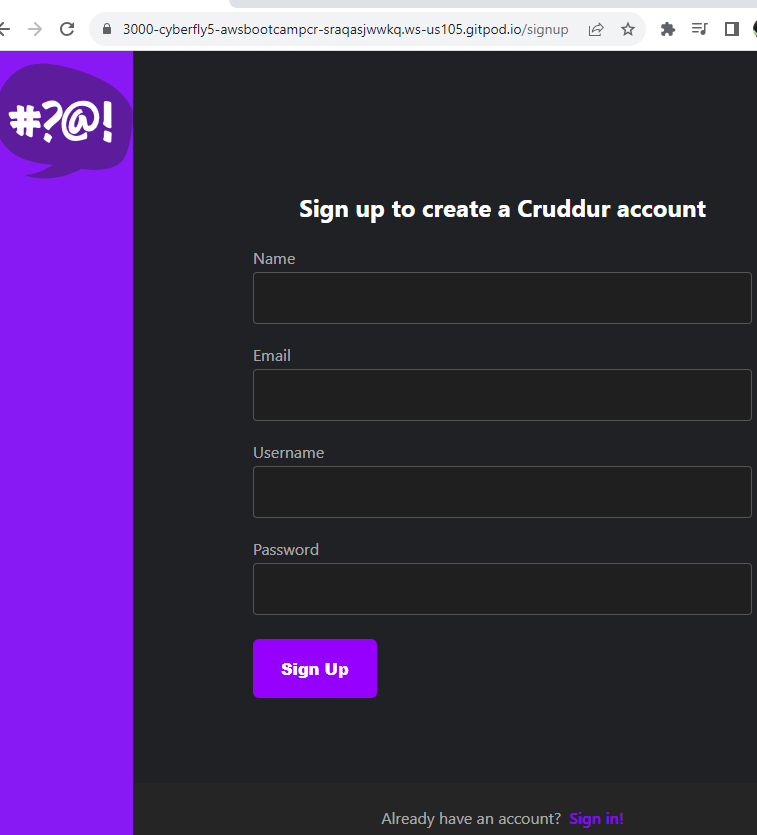 3000-cyberfly5-awsbootcampcr-sraqasjwwkq.ws-us105.gitpod.io/signup
#?@!
Sign up to create a Cruddur account
Name
Email
Username
Password
Sign Up
Already have an account? Sign in!